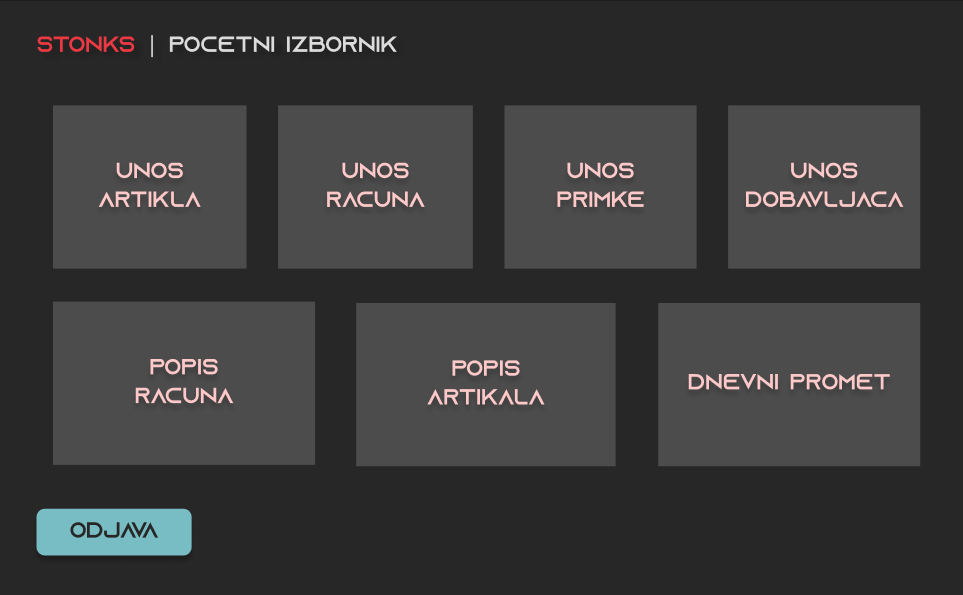 STONKS | POCETNI IZBORNIK
UNOS
ARTIKLA
UNOS
RACUNA
UNOS
PRIMKE
UNOS
DOBAVLJACA
POPIS
RACUNA
POPIS
ARTIKALA
DNEVNI PROMET
ODJAVA